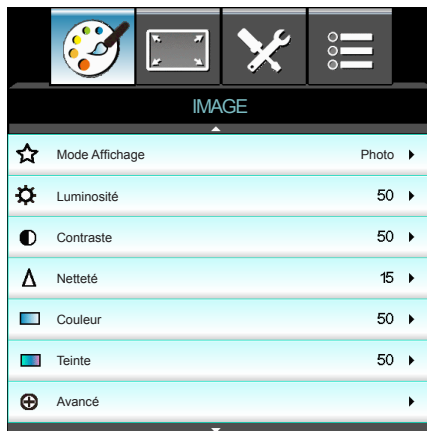 IMAGE
Mode Affichage Photo
Luminosité 50
Contraste 50
Netteté 15
Couleur 50
Teinte 50
Avancé